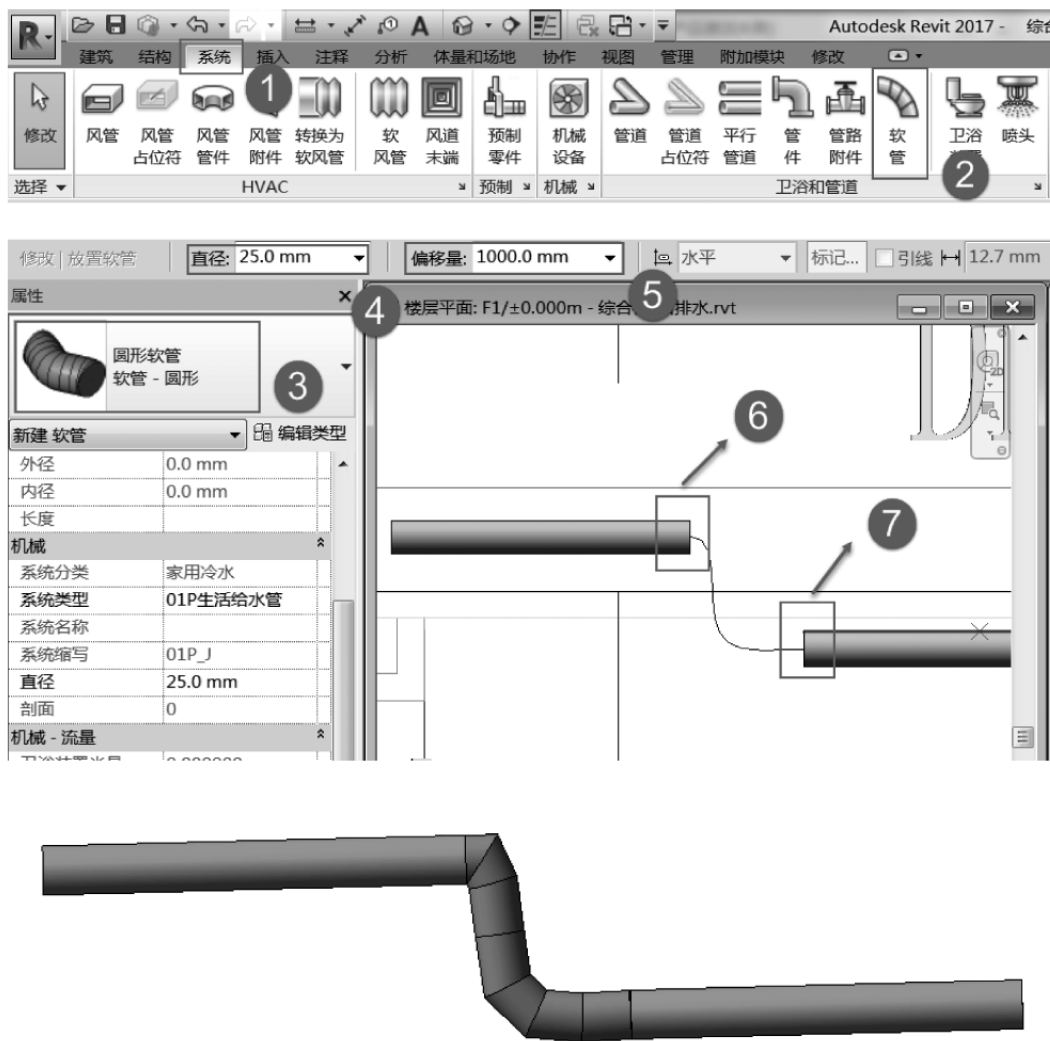 Autodesk Revit 2017 - 综合
建筑 结构 系统 插入 注释 分析 体量和场地 协作 视图 管理 附加模块 修改
1
修改 风管 风管占位符 风管管件 风管附件 转换为软风管 软风管 风道末端 预制零件 机械设备 管道 管道占位符 平行管道 管件 管路附件 软管 卫浴 喷头
2
选择 HVAC 预制 机械 卫浴和管道
修改 | 放置软管 直径: 25.0 mm 偏移量: 1000.0 mm 水平 标记... 引线 12.7 mm
属性
4
5
楼层平面: F1/±0.000m - 综合 排水.rvt
圆形软管
软管 - 圆形
3
2D
6
新建 软管 编辑类型
外径 0.0 mm
内径 0.0 mm
长度
7
机械
系统分类 家用冷水
系统类型 01P生活给水管
系统名称
系统缩写 01P_J
直径 25.0 mm
剖面 0
机械 - 流量